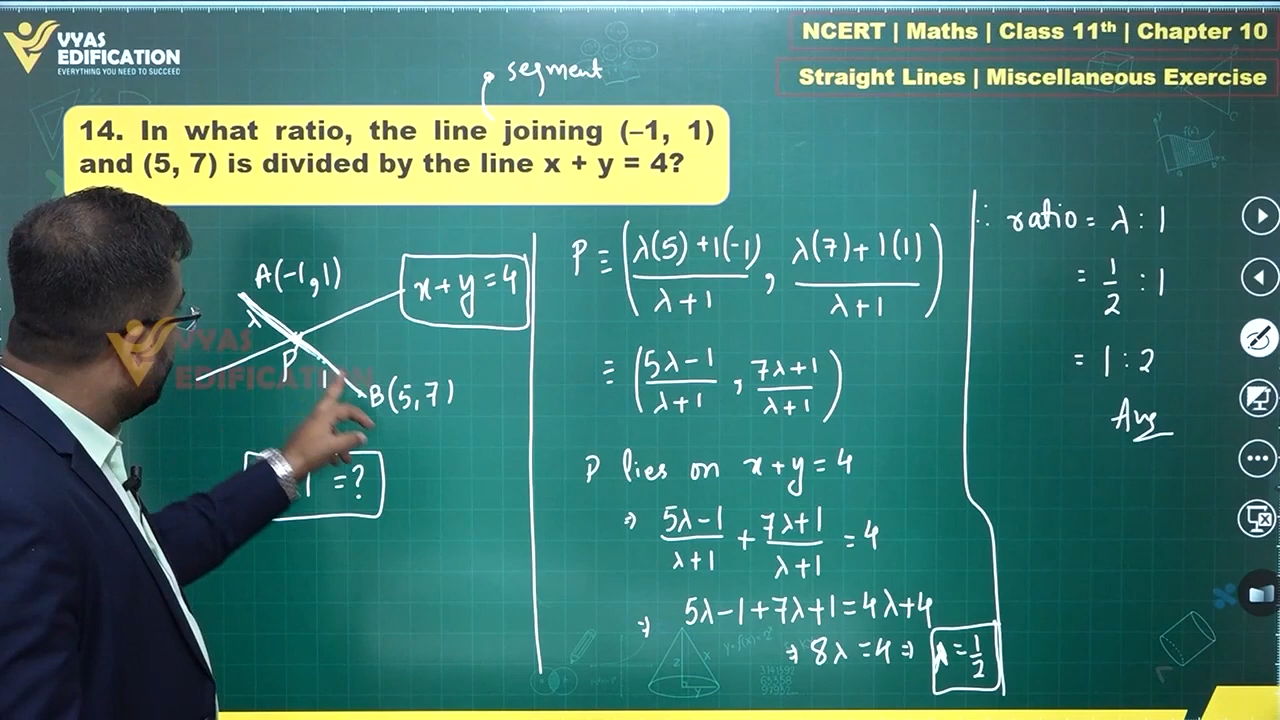 VYAS
EDIFICATION
EVERYTHING YOU NEED TO SUCCEED
NCERT | Maths | Class 11th | Chapter 10
Straight Lines | Miscellaneous Exercise
segment
14. In what ratio, the line joining (–1, 1)
and (5, 7) is divided by the line x + y = 4?
A(-1,1)
x+y=4
λ
P
1
B(5,7)
VYAS
EDIFICATION
1 =?
P ≡ (λ(5)+1(-1)/λ+1, λ(7)+1(1)/λ+1)
≡ (5λ-1/λ+1, 7λ+1/λ+1)
P lies on x+y=4
⇒ 5λ-1/λ+1 + 7λ+1/λ+1 = 4
⇒ 5λ-1+7λ+1=4λ+4
⇒ 8λ=4 ⇒ λ=1/2
∴ ratio = λ:1
= 1/2 : 1
= 1:2
Ans